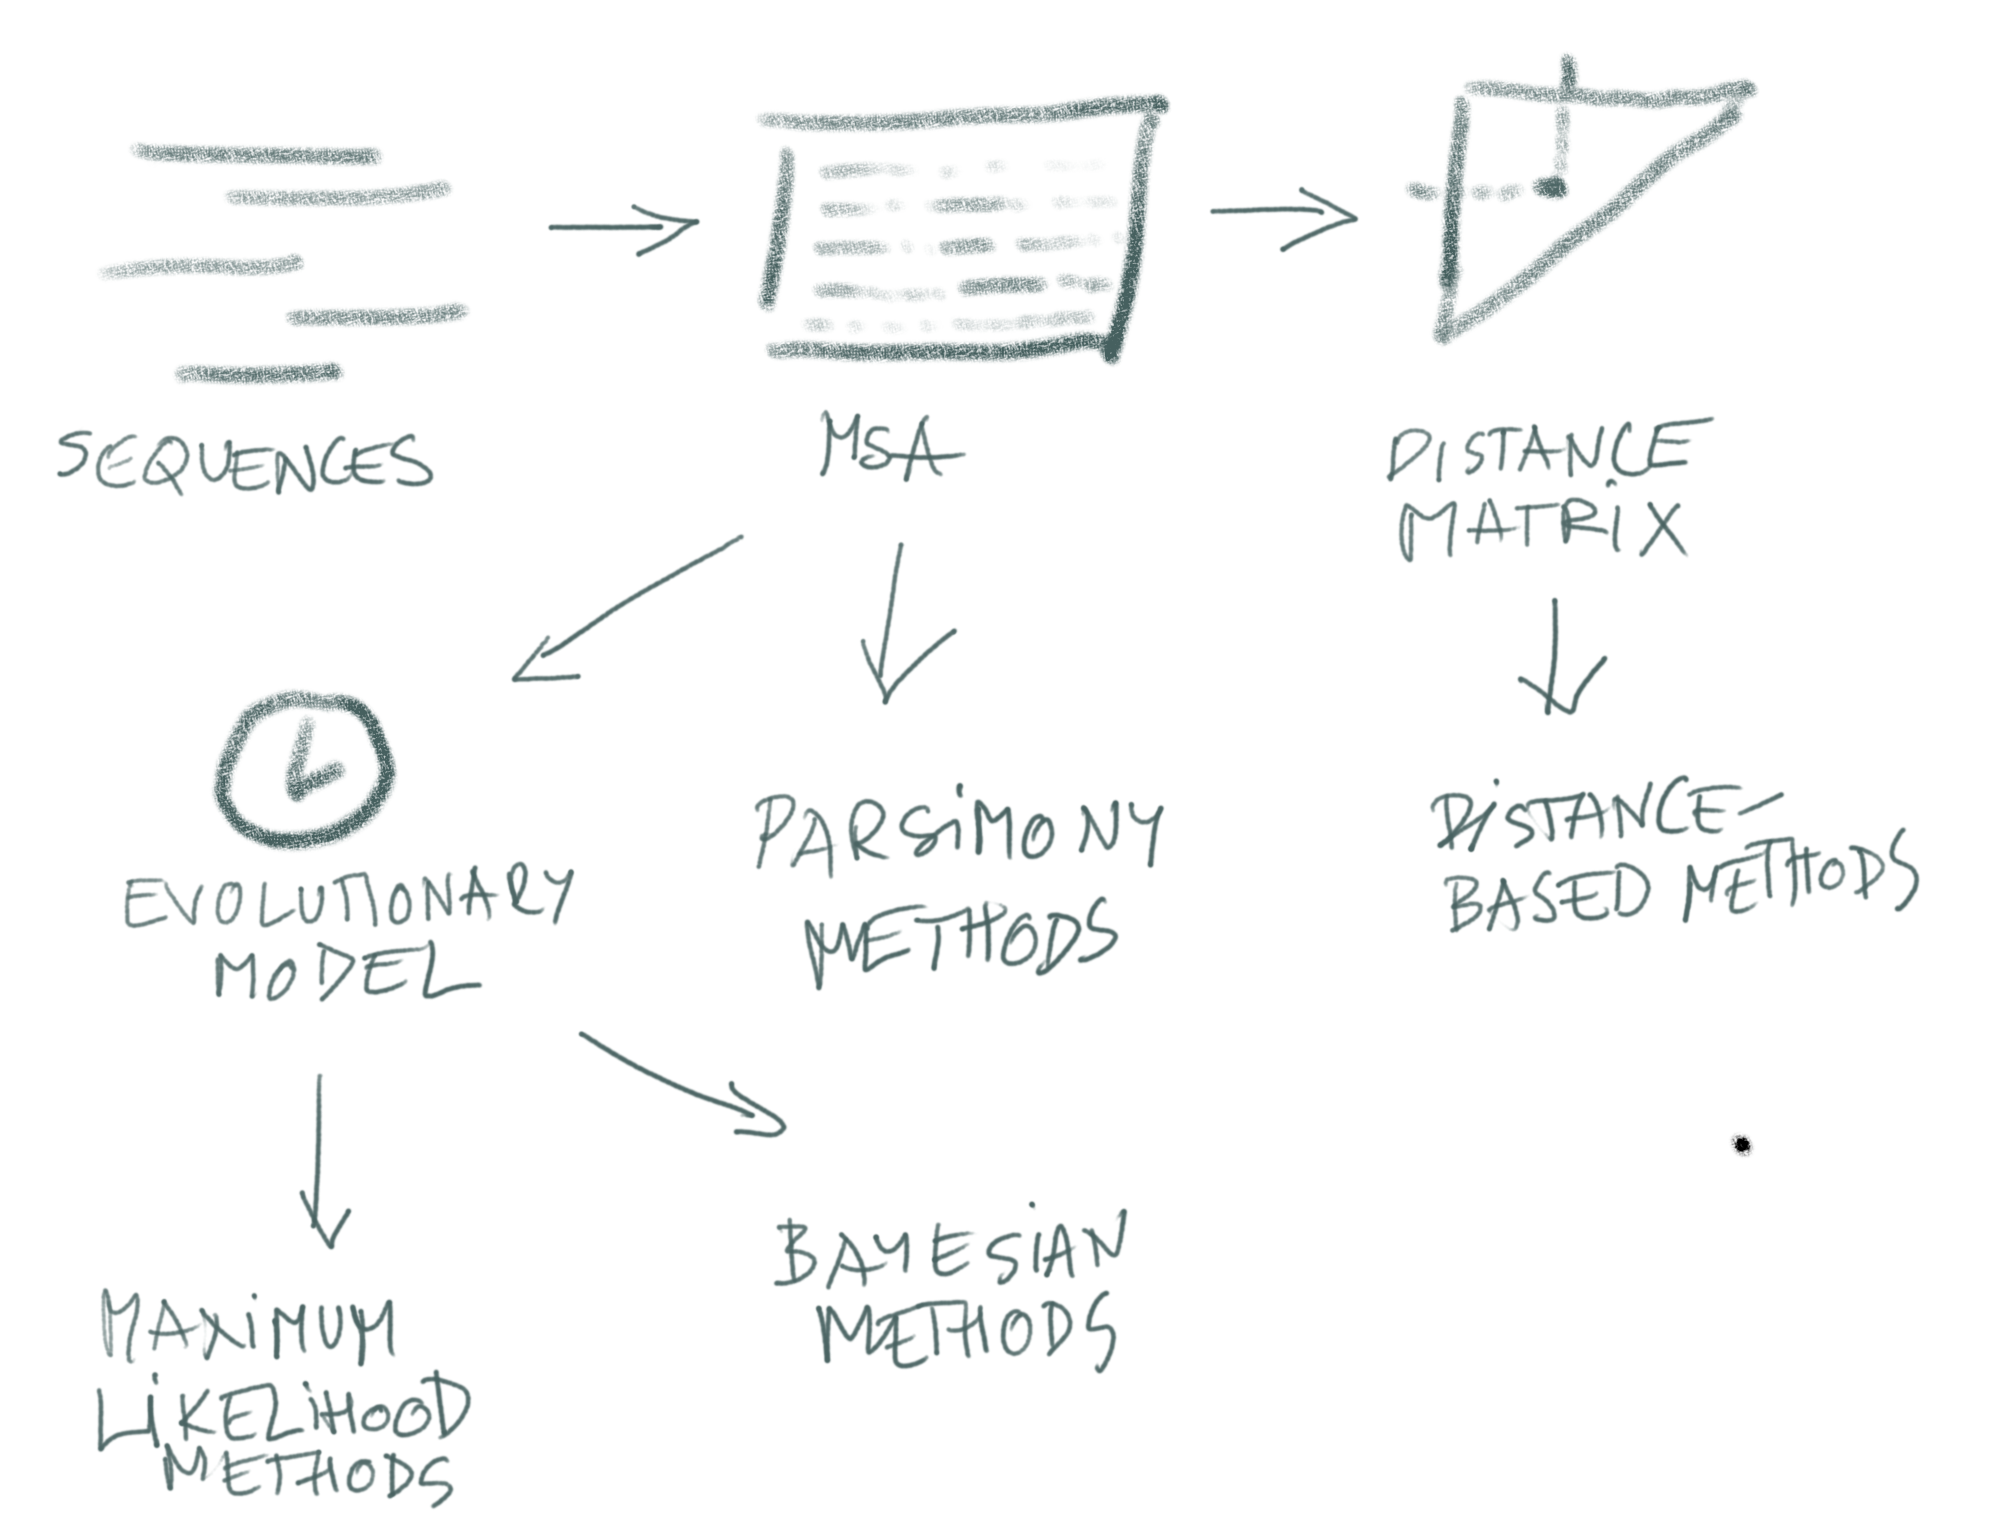 SEQUENCES
MSA
DISTANCE
MATRiX
EVOLUTIONARY
MODEL
PARSiMONY
METHODS
DiSTANCE-
BASED METHODS
MAXiMUM
LiKELiHOOD
METHODS
BAYESiAN
METHODS